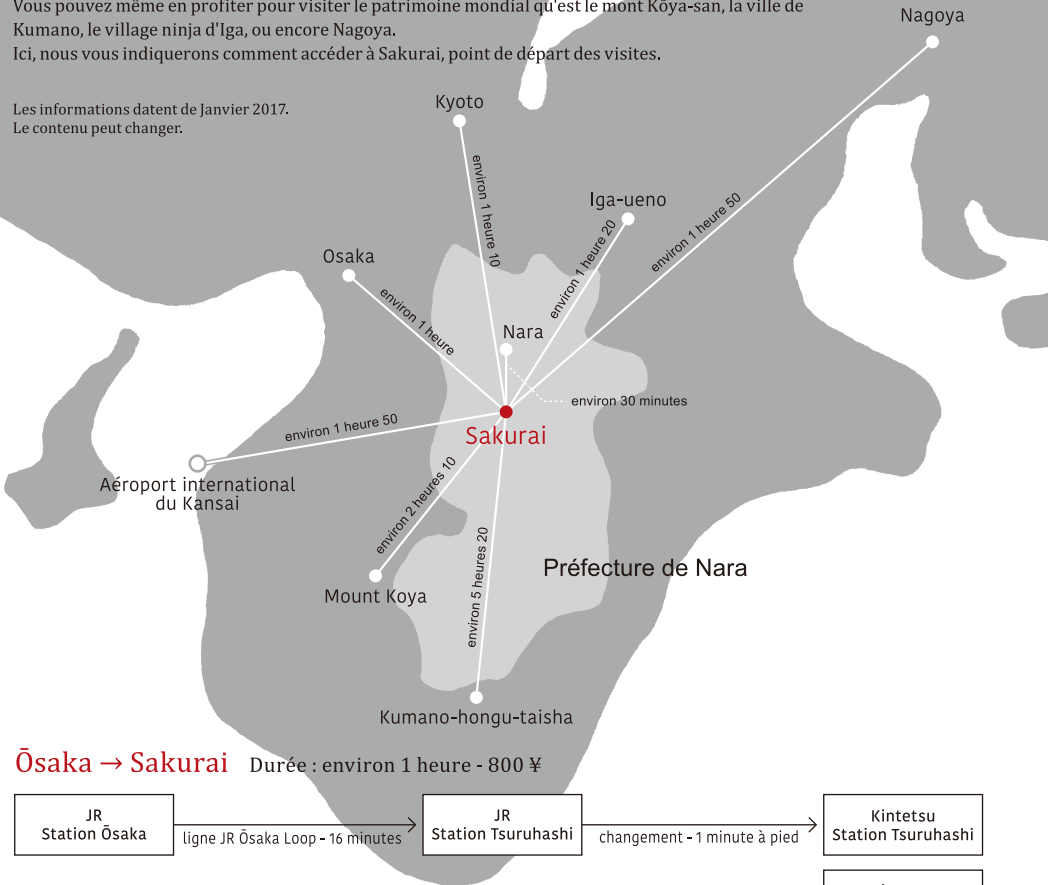 Vous pouvez même en profiter pour visiter le patrimoine mondial qu'est le mont Kōya-san, la ville de
Kumano, le village ninja d'Iga, ou encore Nagoya.
Ici, nous vous indiquerons comment accéder à Sakurai, point de départ des visites.
Les informations datent de Janvier 2017.
Le contenu peut changer.
Nagoya
Kyoto
environ 1 heure 10
Iga-ueno
environ 1 heure 20
environ 1 heure 50
Osaka
environ 1 heure
Nara
environ 30 minutes
Sakurai
environ 1 heure 50
Aéroport international
du Kansai
environ 2 heures 10
Mount Koya
environ 5 heures 20
Préfecture de Nara
Kumano-hongu-taisha
Ōsaka → Sakurai Durée : environ 1 heure - 800 ¥
JR
Station Ōsaka
ligne JR Ōsaka Loop - 16 minutes
JR
Station Tsuruhashi
changement - 1 minute à pied
Kintetsu
Station Tsuruhashi